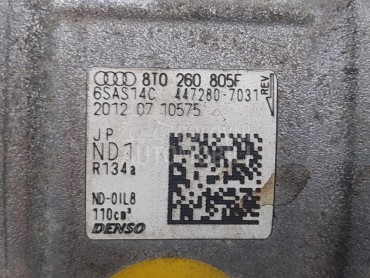 8T0 260 805F
6SAS14C 447280-7031
REV
2012 07 10575
JP
ND1
R134a
ND-OIL8
110cm³
DENSO